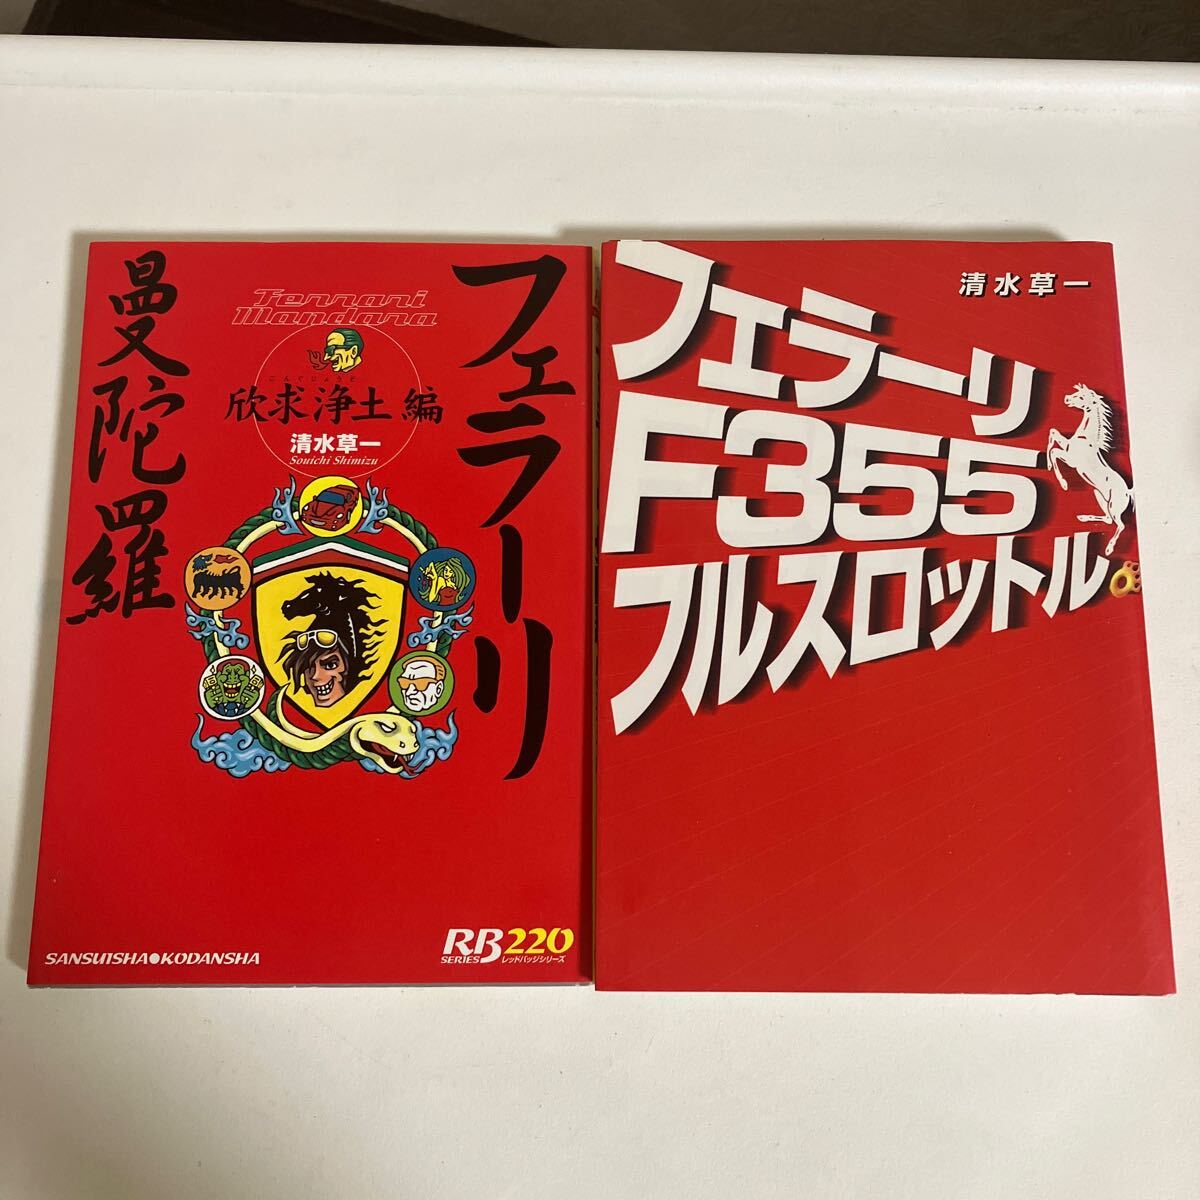 フェラーリ
曼陀羅
Ferrari
Mandara
ごんぐじょうど
欣求浄土編
清水草一
Souichi Shimizu
SANSUISHA●KODANSHA
RB220
SERIES
レッドバッジシリーズ
清水草一
フェラーリ
F355
フルスロットル。